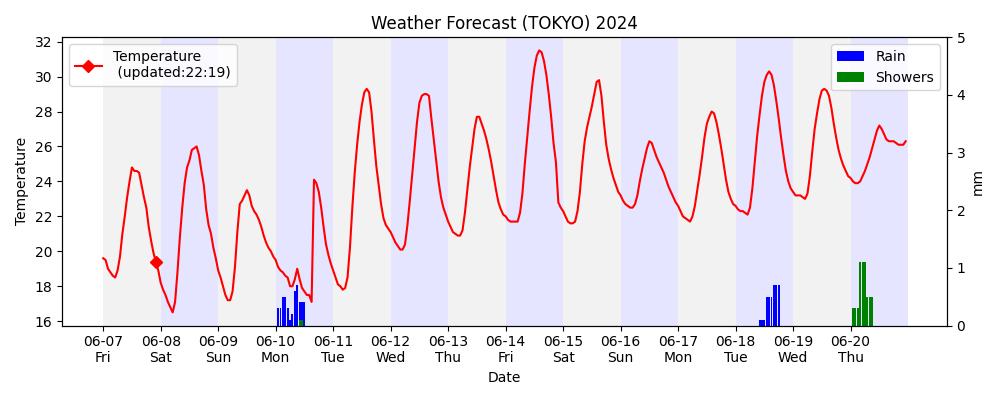 Weather Forecast (TOKYO) 2024
Temperature
(updated:22:19)
Rain
Showers
Temperature
32
30
28
26
24
22
20
18
16
5
4
3
2
1
0
mm
06-07 06-08 06-09 06-10 06-11 06-12 06-13 06-14 06-15 06-16 06-17 06-18 06-19 06-20
Fri Sat Sun Mon Tue Wed Thu Fri Sat Sun Mon Tue Wed Thu
Date